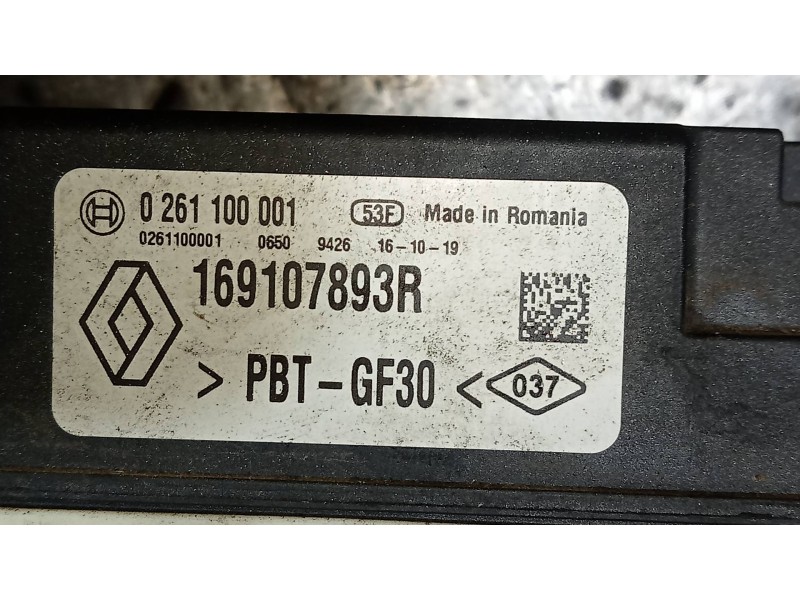 0 261 100 001 53F Made in Romania
0261100001 0650 9426 16-10-19
169107893R
> PBT-GF30 < 037